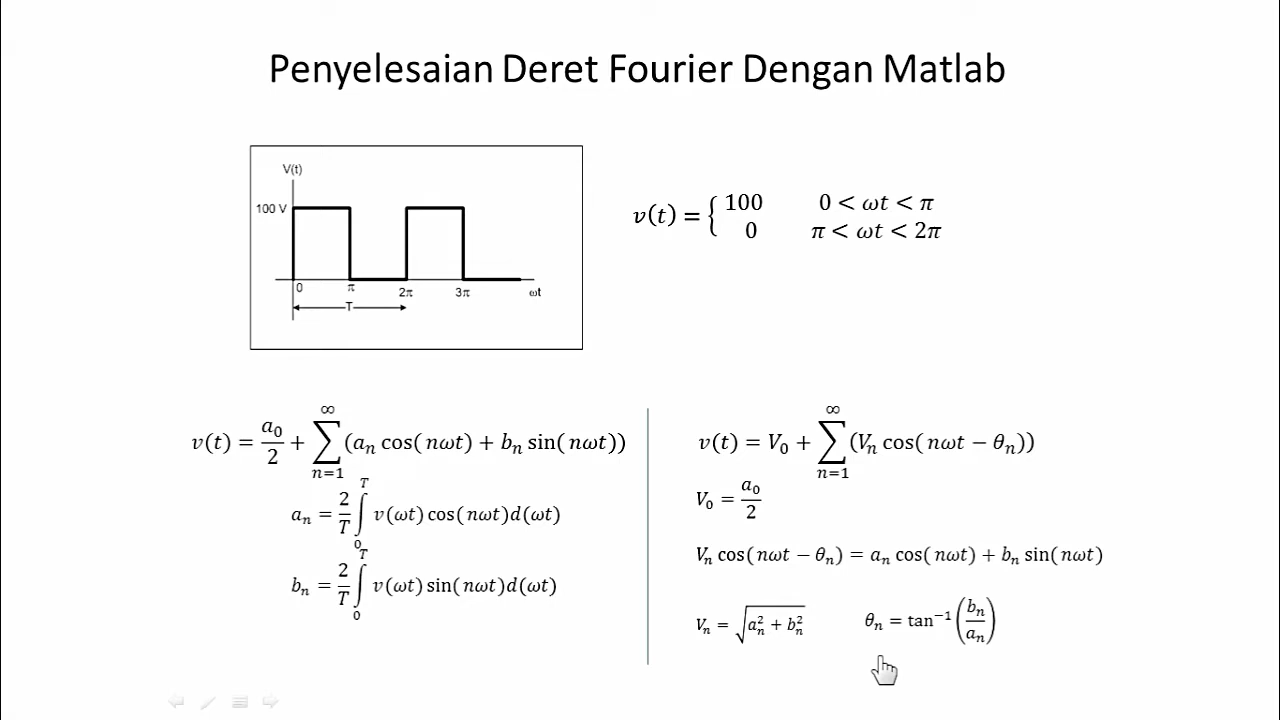 Penyelesaian Deret Fourier Dengan Matlab
V(t)
100 V
0 π 2π 3π ωt
T
v(t) = { 100 0 < ωt < π
0 π < ωt < 2π
v(t) = a₀/2 + ∑_{n=1}^{∞} (aₙ cos(nωt) + bₙ sin(nωt))
aₙ = 2/T ∫₀ᵀ v(ωt) cos(nωt)d(ωt)
bₙ = 2/T ∫₀ᵀ v(ωt) sin(nωt)d(ωt)
v(t) = V₀ + ∑_{n=1}^{∞} (Vₙ cos(nωt − θₙ))
V₀ = a₀/2
Vₙ cos(nωt − θₙ) = aₙ cos(nωt) + bₙ sin(nωt)
Vₙ = √(aₙ² + bₙ²) θₙ = tan⁻¹(bₙ/aₙ)